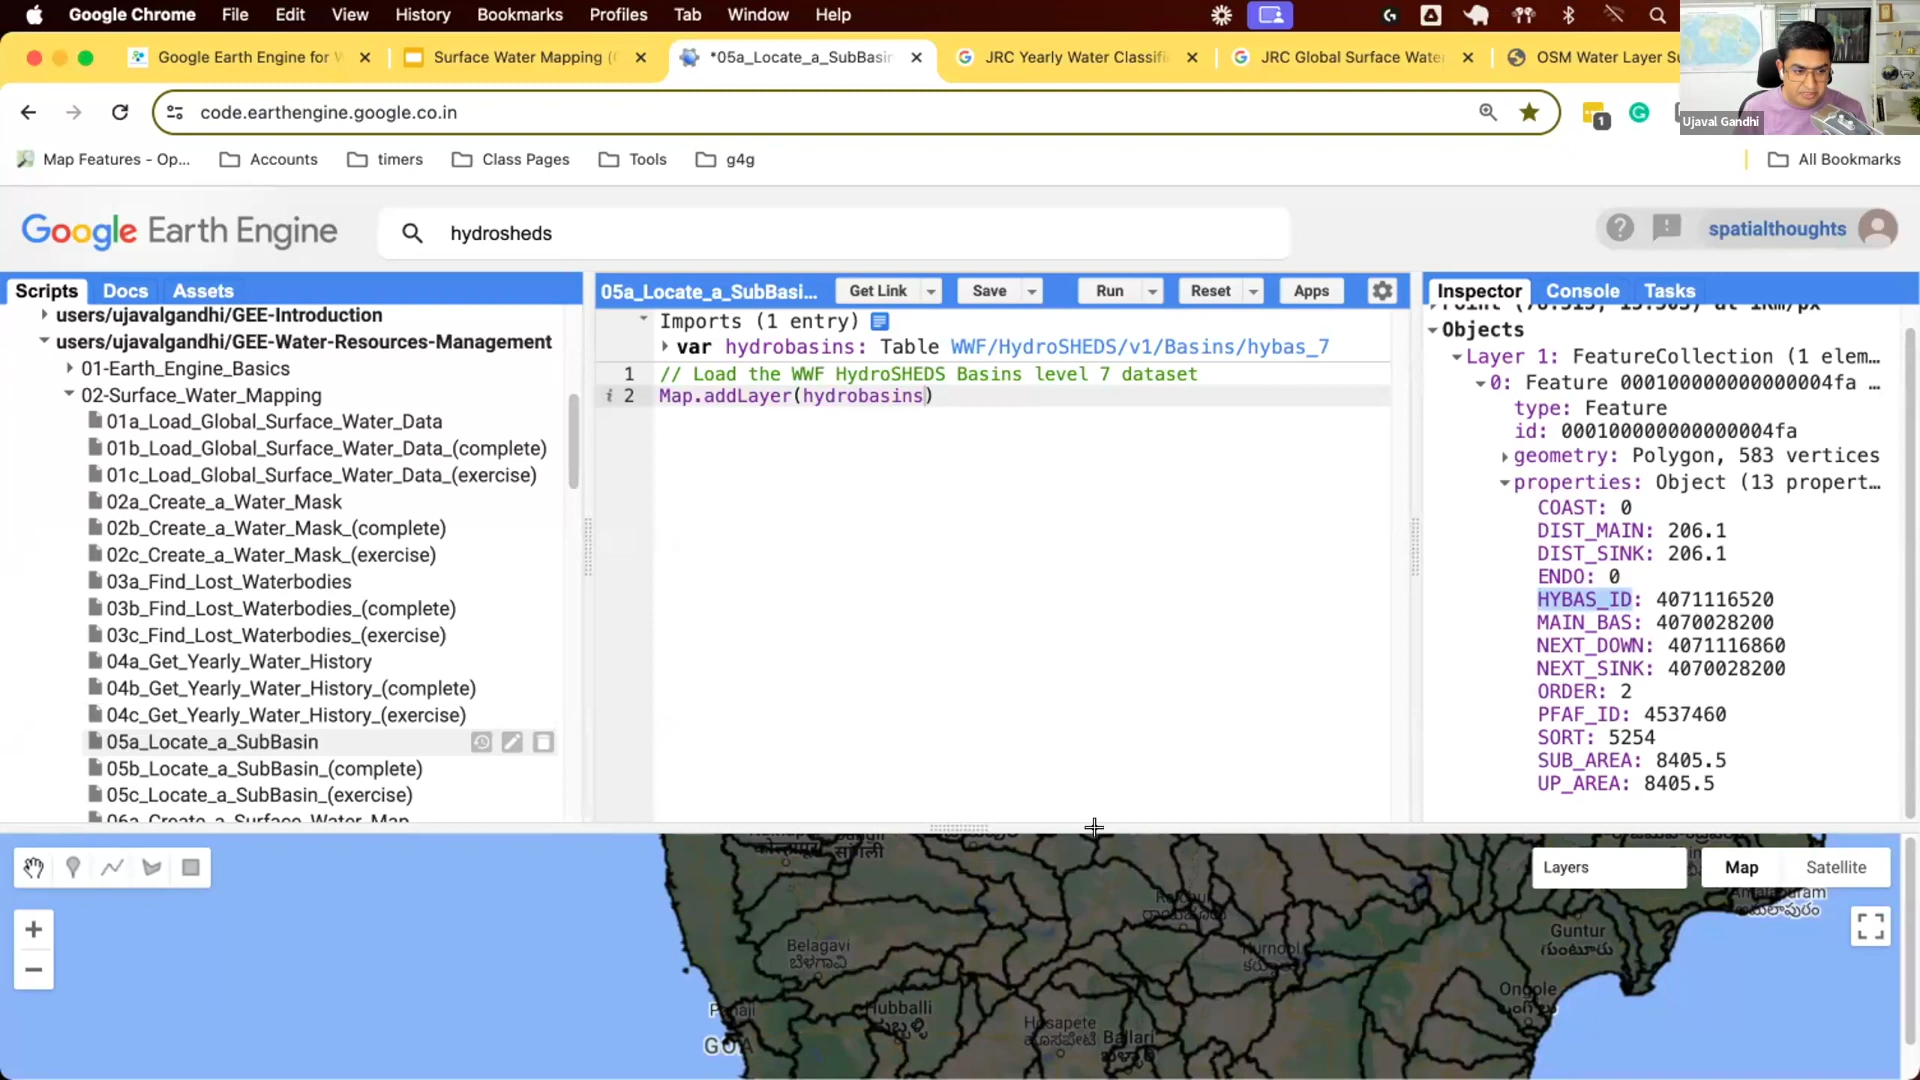 Google Chrome File Edit View History Bookmarks Profiles Tab Window Help
Google Earth Engine for
Surface Water Mapping (
*05a_Locate_a_SubBasin
JRC Yearly Water Classifi
JRC Global Surface Water
OSM Water Layer Su
code.earthengine.google.co.in
1
Ujaval Gandhi
Map Features - Op... Accounts timers Class Pages Tools g4g All Bookmarks
Google Earth Engine
hydrosheds
spatialthoughts
Scripts Docs Assets
users/ujavalgandhi/GEE-Introduction
users/ujavalgandhi/GEE-Water-Resources-Management
01-Earth_Engine_Basics
02-Surface_Water_Mapping
01a_Load_Global_Surface_Water_Data
01b_Load_Global_Surface_Water_Data_(complete)
01c_Load_Global_Surface_Water_Data_(exercise)
02a_Create_a_Water_Mask
02b_Create_a_Water_Mask_(complete)
02c_Create_a_Water_Mask_(exercise)
03a_Find_Lost_Waterbodies
03b_Find_Lost_Waterbodies_(complete)
03c_Find_Lost_Waterbodies_(exercise)
04a_Get_Yearly_Water_History
04b_Get_Yearly_Water_History_(complete)
04c_Get_Yearly_Water_History_(exercise)
05a_Locate_a_SubBasin
05b_Locate_a_SubBasin_(complete)
05c_Locate_a_SubBasin_(exercise)
06a_Create_a_Surface_Water_Map
05a_Locate_a_SubBasi... Get Link Save Run Reset Apps
Imports (1 entry)
var hydrobasins: Table WWF/HydroSHEDS/v1/Basins/hybas_7
1 // Load the WWF HydroSHEDS Basins level 7 dataset
i 2 Map.addLayer(hydrobasins)
Inspector Console Tasks
Objects
Layer 1: FeatureCollection (1 elem...
0: Feature 0001000000000000004fa …
type: Feature
id: 0001000000000000004fa
geometry: Polygon, 583 vertices
properties: Object (13 propert...
COAST: 0
DIST_MAIN: 206.1
DIST_SINK: 206.1
ENDO: 0
HYBAS_ID: 4071116520
MAIN_BAS: 4070028200
NEXT_DOWN: 4071116860
NEXT_SINK: 4070028200
ORDER: 2
PFAF_ID: 4537460
SORT: 5254
SUB_AREA: 8405.5
UP_AREA: 8405.5
Layers Map Satellite
सांगली
Belagavi
ಬೆಳಗಾವಿ
Guntur
గుంటూరు
Hubballi
ಹುಬ್ಬಳ್ಳಿ
Ongole
Hosapete
ಹೊಸಪೇಟೆ
Ballari
ಬಳ್ಳಾರಿ
GOA